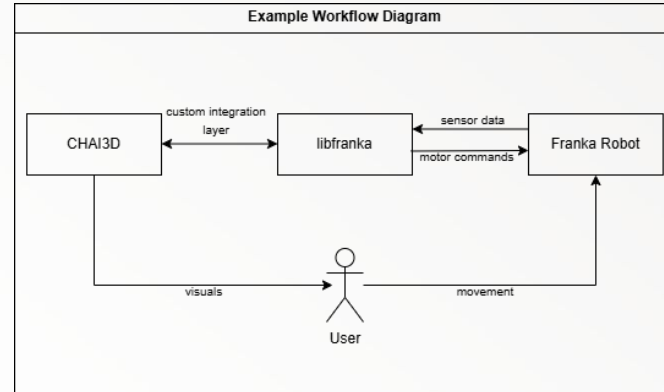 Example Workflow Diagram
custom integration
layer
sensor data
CHAI3D
libfranka
Franka Robot
motor commands
visuals
movement
User